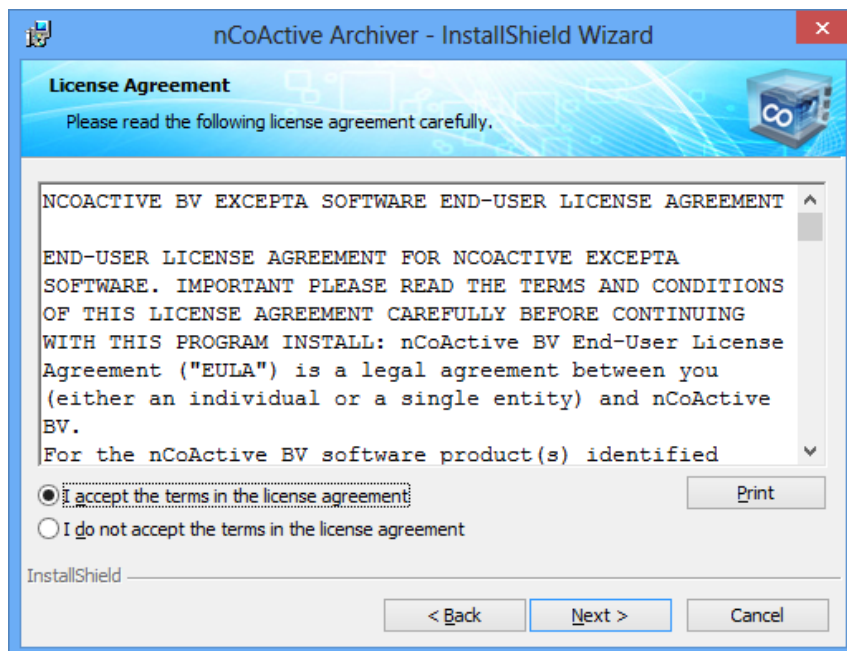 nCoActive Archiver - InstallShield Wizard
License Agreement
Please read the following license agreement carefully.
CO
NCOACTIVE BV EXCEPTA SOFTWARE END-USER LICENSE AGREEMENT
END-USER LICENSE AGREEMENT FOR NCOACTIVE EXCEPTA
SOFTWARE. IMPORTANT PLEASE READ THE TERMS AND CONDITIONS
OF THIS LICENSE AGREEMENT CAREFULLY BEFORE CONTINUING
WITH THIS PROGRAM INSTALL: nCoActive BV End-User License
Agreement ("EULA") is a legal agreement between you
(either an individual or a single entity) and nCoActive
BV.
For the nCoActive BV software product(s) identified
I accept the terms in the license agreement
Print
I do not accept the terms in the license agreement
InstallShield
< Back
Next >
Cancel